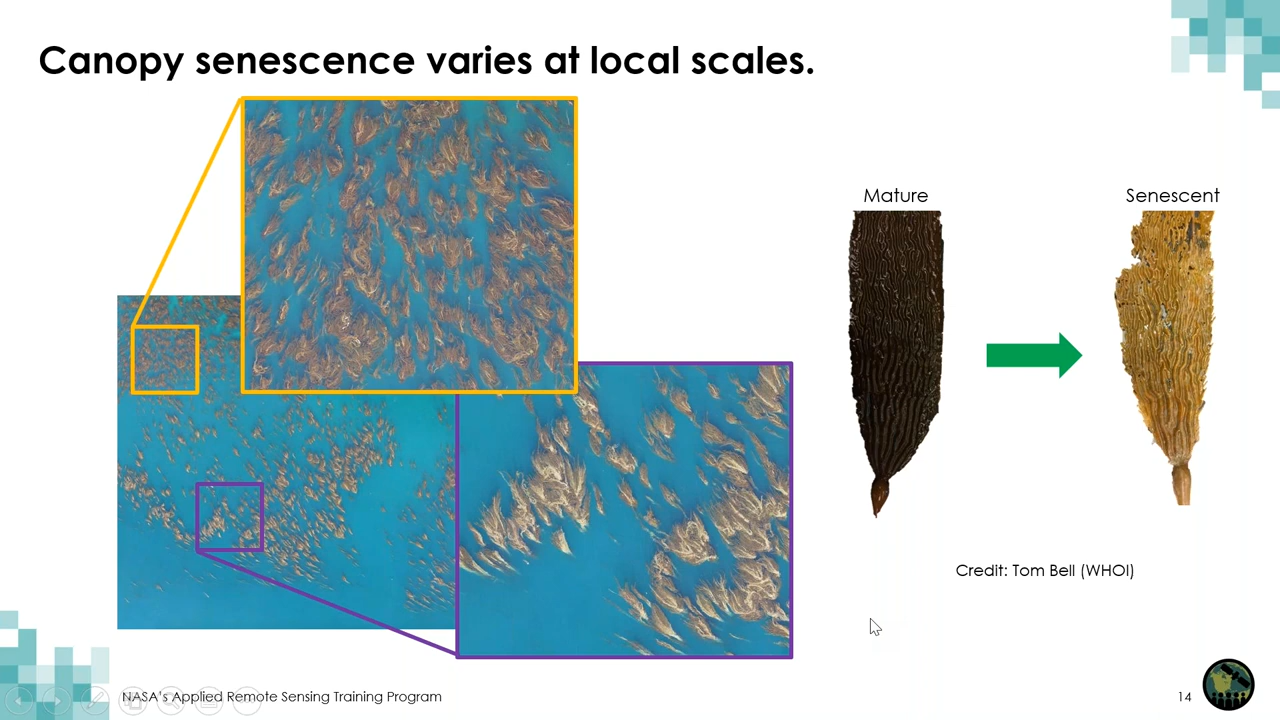 Canopy senescence varies at local scales.
Mature
Senescent
Credit: Tom Bell (WHOI)
NASA's Applied Remote Sensing Training Program
14